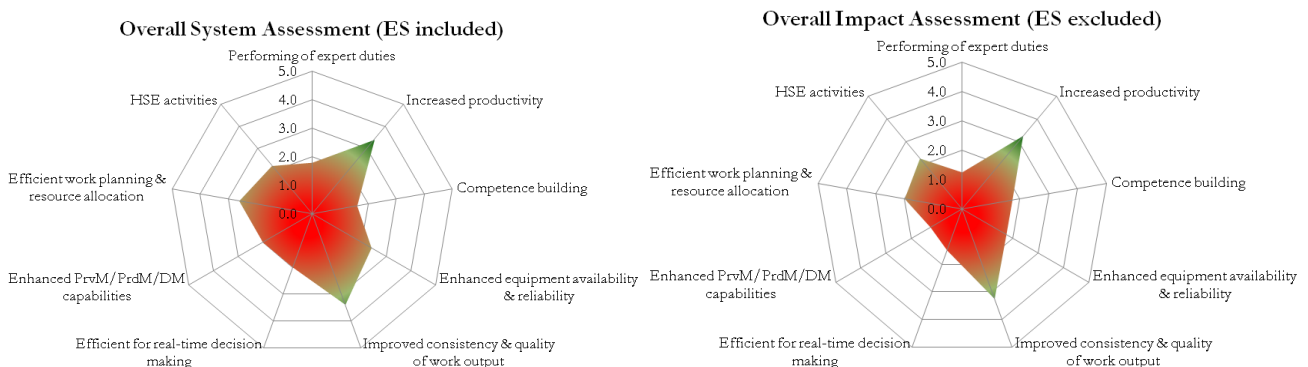 Overall System Assessment (ES included)
Performing of expert duties
5.0
HSE activities
Increased productivity
4.0
3.0
2.0
Efficient work planning &
resource allocation
1.0
Competence building
0.0
Enhanced PrvM/PrdM/DM
capabilities
Enhanced equipment availability
& reliability
Efficient for real-time decision
making
Improved consistency & quality
of work output
Overall Impact Assessment (ES excluded)
Performing of expert duties
5.0
HSE activities
Increased productivity
4.0
3.0
2.0
Efficient work planning &
resource allocation
1.0
Competence building
0.0
Enhanced PrvM/PrdM/DM
capabilities
Enhanced equipment availability
& reliability
Efficient for real-time decision
making
Improved consistency & quality
of work output